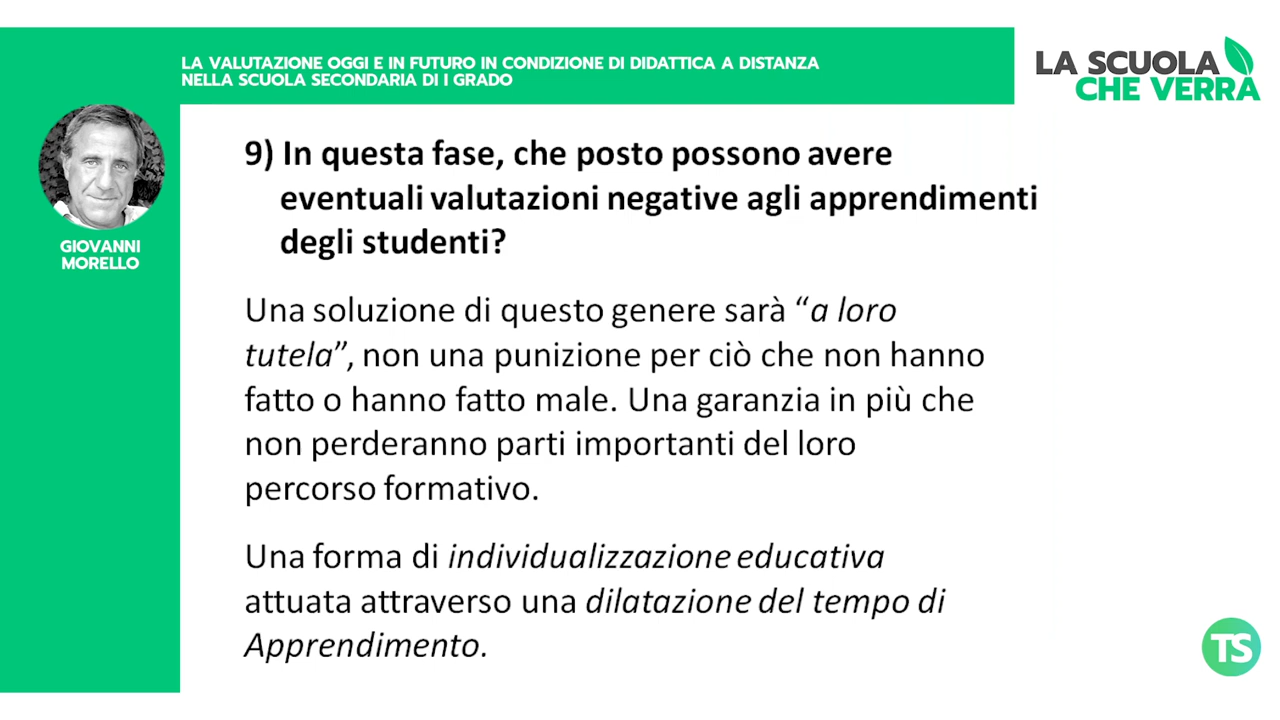 LA VALUTAZIONE OGGI E IN FUTURO IN CONDIZIONE DI DIDATTICA A DISTANZA
NELLA SCUOLA SECONDARIA DI I GRADO
LA SCUOLA
CHE VERRA
GIOVANNI
MORELLO
9) In questa fase, che posto possono avere
eventuali valutazioni negative agli apprendimenti
degli studenti?
Una soluzione di questo genere sarà “a loro
tutela”, non una punizione per ciò che non hanno
fatto o hanno fatto male. Una garanzia in più che
non perderanno parti importanti del loro
percorso formativo.
Una forma di individualizzazione educativa
attuata attraverso una dilatazione del tempo di
Apprendimento.
TS